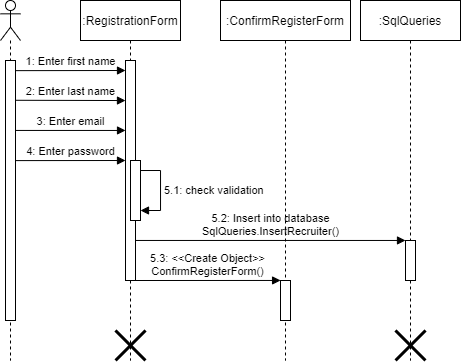 :RegistrationForm
:ConfirmRegisterForm
:SqlQueries
1: Enter first name
2: Enter last name
3: Enter email
4: Enter password
5.1: check validation
5.2: Insert into database
SqlQueries.InsertRecruiter()
5.3: <<Create Object>>
ConfirmRegisterForm()